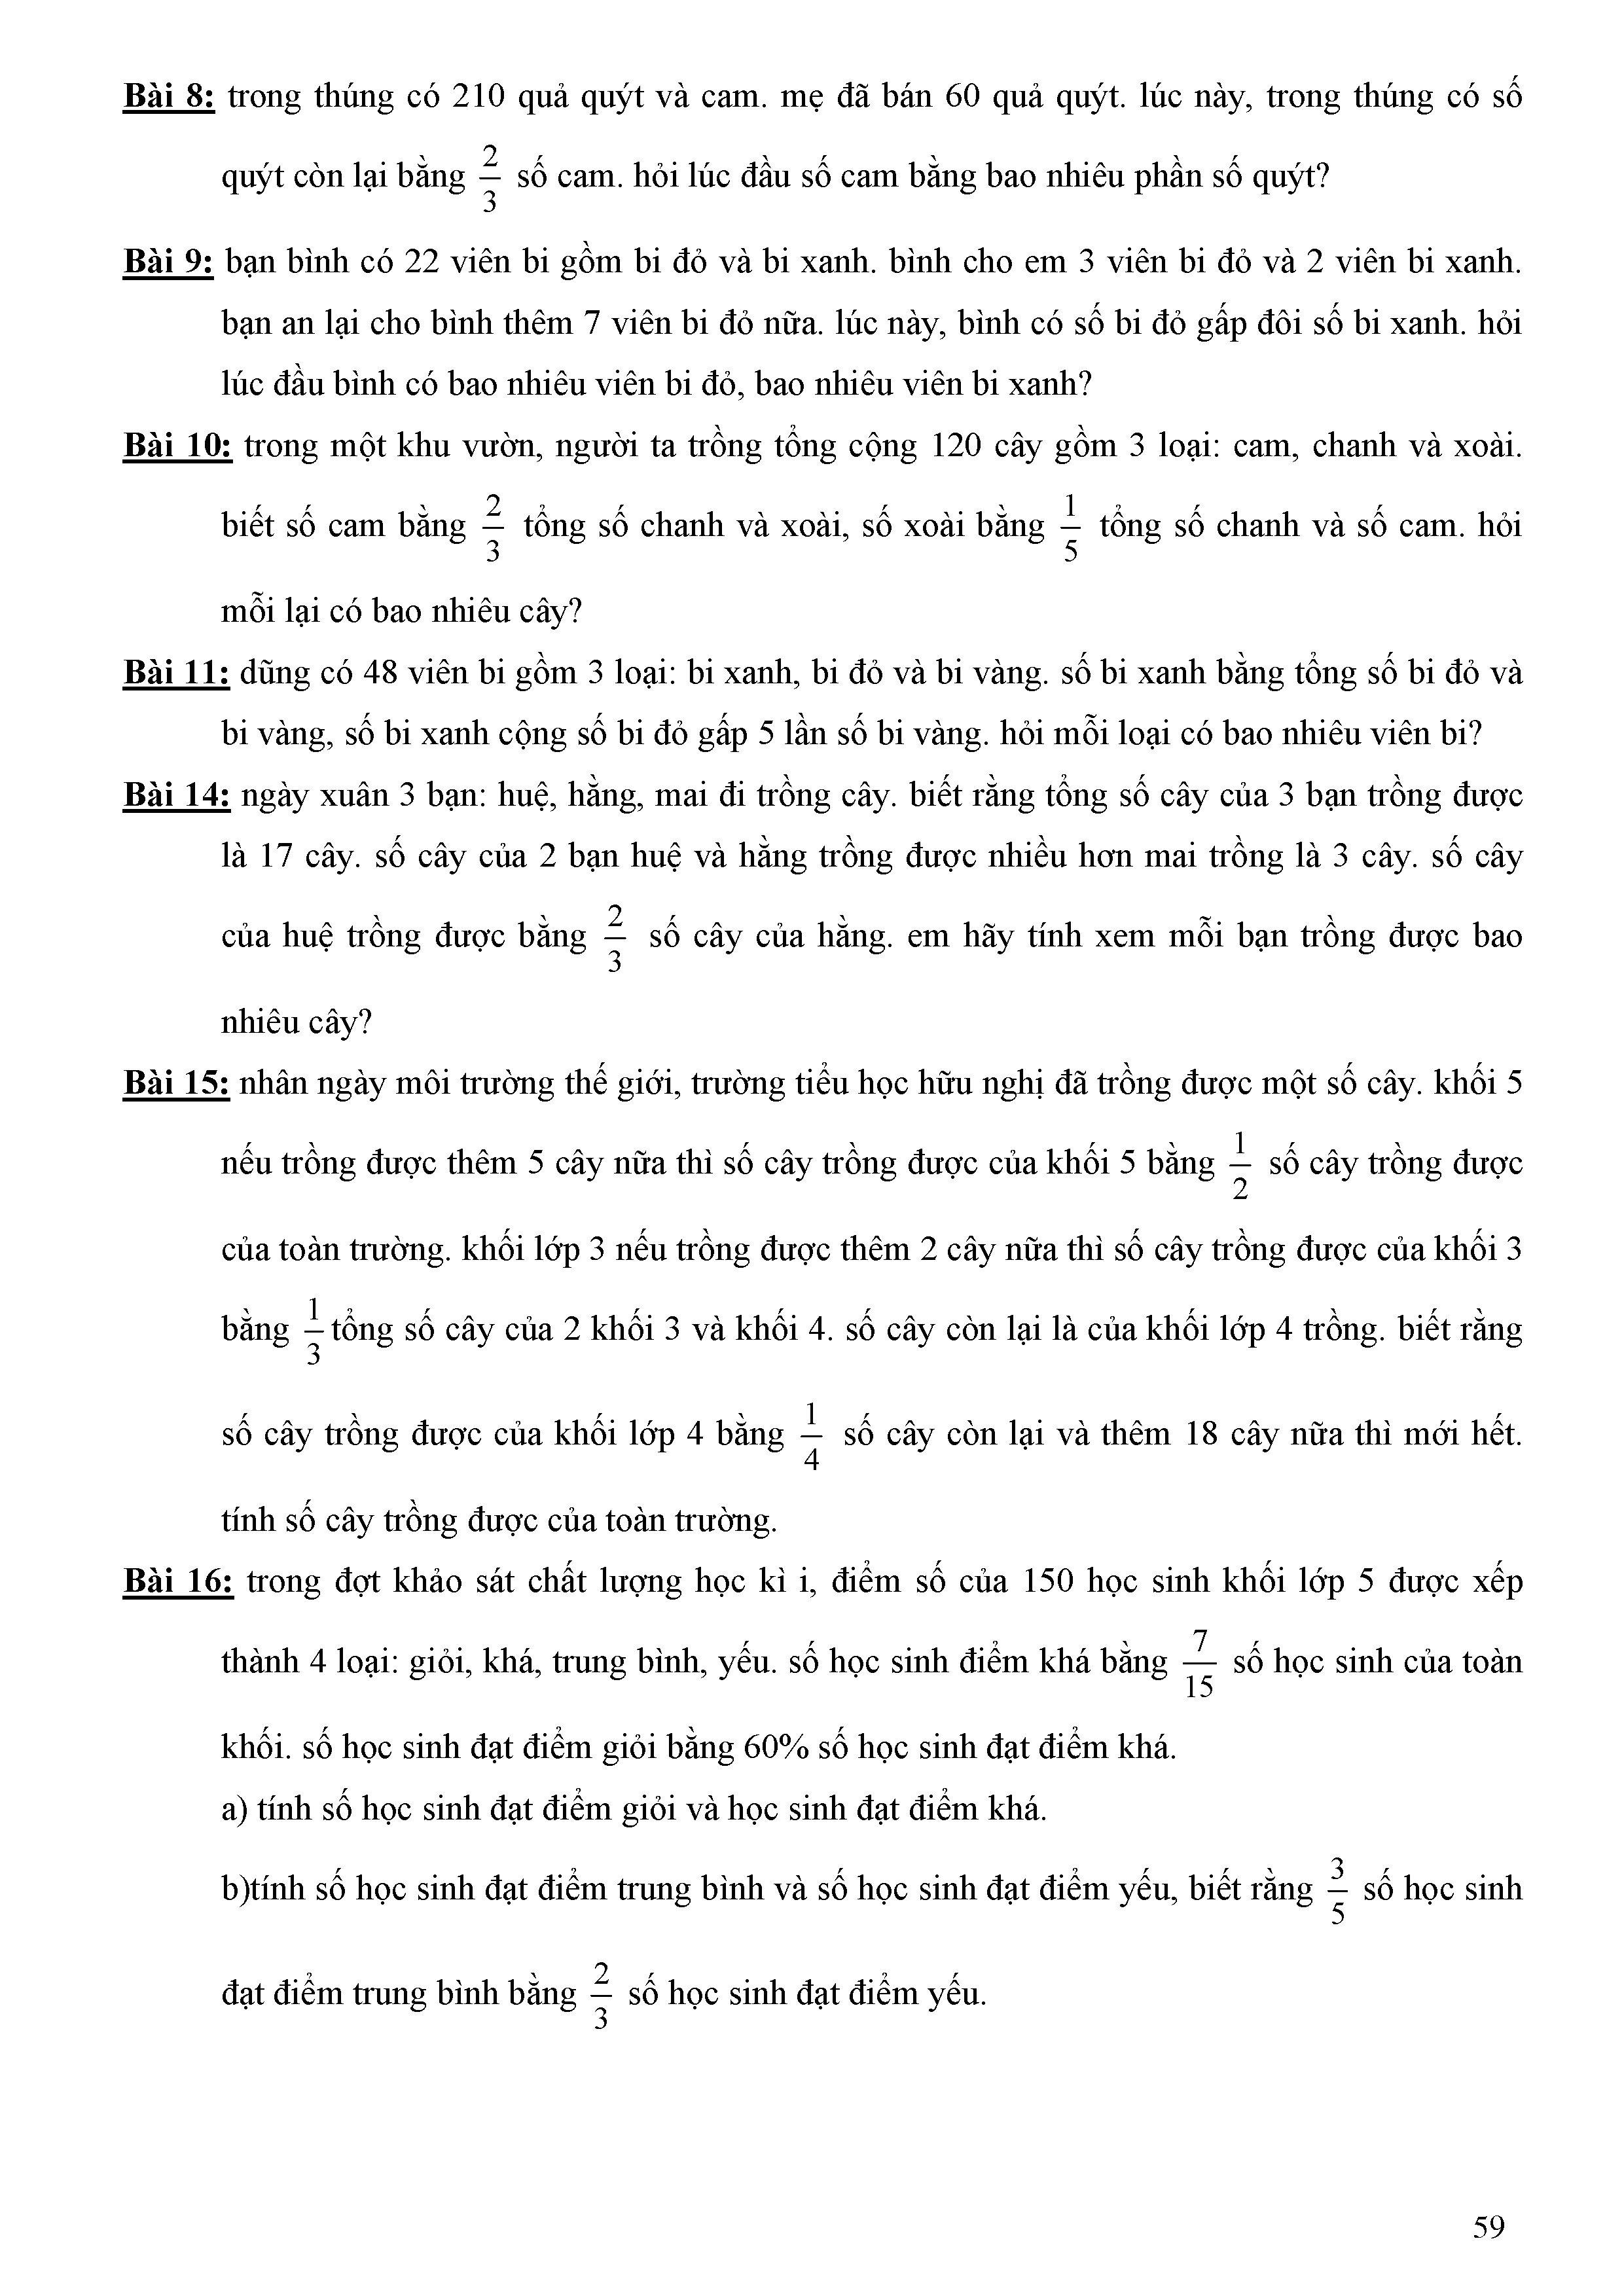 Bài 8: trong thúng có 210 quả quýt và cam. mẹ đã bán 60 quả quýt. lúc này, trong thúng có số
quýt còn lại bằng 2/3 số cam. hỏi lúc đầu số cam bằng bao nhiêu phần số quýt?
Bài 9: bạn bình có 22 viên bi gồm bi đỏ và bi xanh. bình cho em 3 viên bi đỏ và 2 viên bi xanh.
bạn an lại cho bình thêm 7 viên bi đỏ nữa. lúc này, bình có số bi đỏ gấp đôi số bi xanh. hỏi
lúc đầu bình có bao nhiêu viên bi đỏ, bao nhiêu viên bi xanh?
Bài 10: trong một khu vườn, người ta trồng tổng cộng 120 cây gồm 3 loại: cam, chanh và xoài.
biết số cam bằng 2/3 tổng số chanh và xoài, số xoài bằng 1/5 tổng số chanh và số cam. hỏi
mỗi lại có bao nhiêu cây?
Bài 11: dũng có 48 viên bi gồm 3 loại: bi xanh, bi đỏ và bi vàng. số bi xanh bằng tổng số bi đỏ và
bi vàng, số bi xanh cộng số bi đỏ gấp 5 lần số bi vàng. hỏi mỗi loại có bao nhiêu viên bi?
Bài 14: ngày xuân 3 bạn: huệ, hằng, mai đi trồng cây. biết rằng tổng số cây của 3 bạn trồng được
là 17 cây. số cây của 2 bạn huệ và hằng trồng được nhiều hơn mai trồng là 3 cây. số cây
của huệ trồng được bằng 2/3 số cây của hằng. em hãy tính xem mỗi bạn trồng được bao
nhiêu cây?
Bài 15: nhân ngày môi trường thế giới, trường tiểu học hữu nghị đã trồng được một số cây. khối 5
nếu trồng được thêm 5 cây nữa thì số cây trồng được của khối 5 bằng 1/2 số cây trồng được
của toàn trường. khối lớp 3 nếu trồng được thêm 2 cây nữa thì số cây trồng được của khối 3
bằng 1/3 tổng số cây của 2 khối 3 và khối 4. số cây còn lại là của khối lớp 4 trồng. biết rằng
số cây trồng được của khối lớp 4 bằng 1/4 số cây còn lại và thêm 18 cây nữa thì mới hết.
tính số cây trồng được của toàn trường.
Bài 16: trong đợt khảo sát chất lượng học kì i, điểm số của 150 học sinh khối lớp 5 được xếp
thành 4 loại: giỏi, khá, trung bình, yếu. số học sinh điểm khá bằng 7/15 số học sinh của toàn
khối. số học sinh đạt điểm giỏi bằng 60% số học sinh đạt điểm khá.
a) tính số học sinh đạt điểm giỏi và học sinh đạt điểm khá.
b)tính số học sinh đạt điểm trung bình và số học sinh đạt điểm yếu, biết rằng 3/5 số học sinh
đạt điểm trung bình bằng 2/3 số học sinh đạt điểm yếu.
59